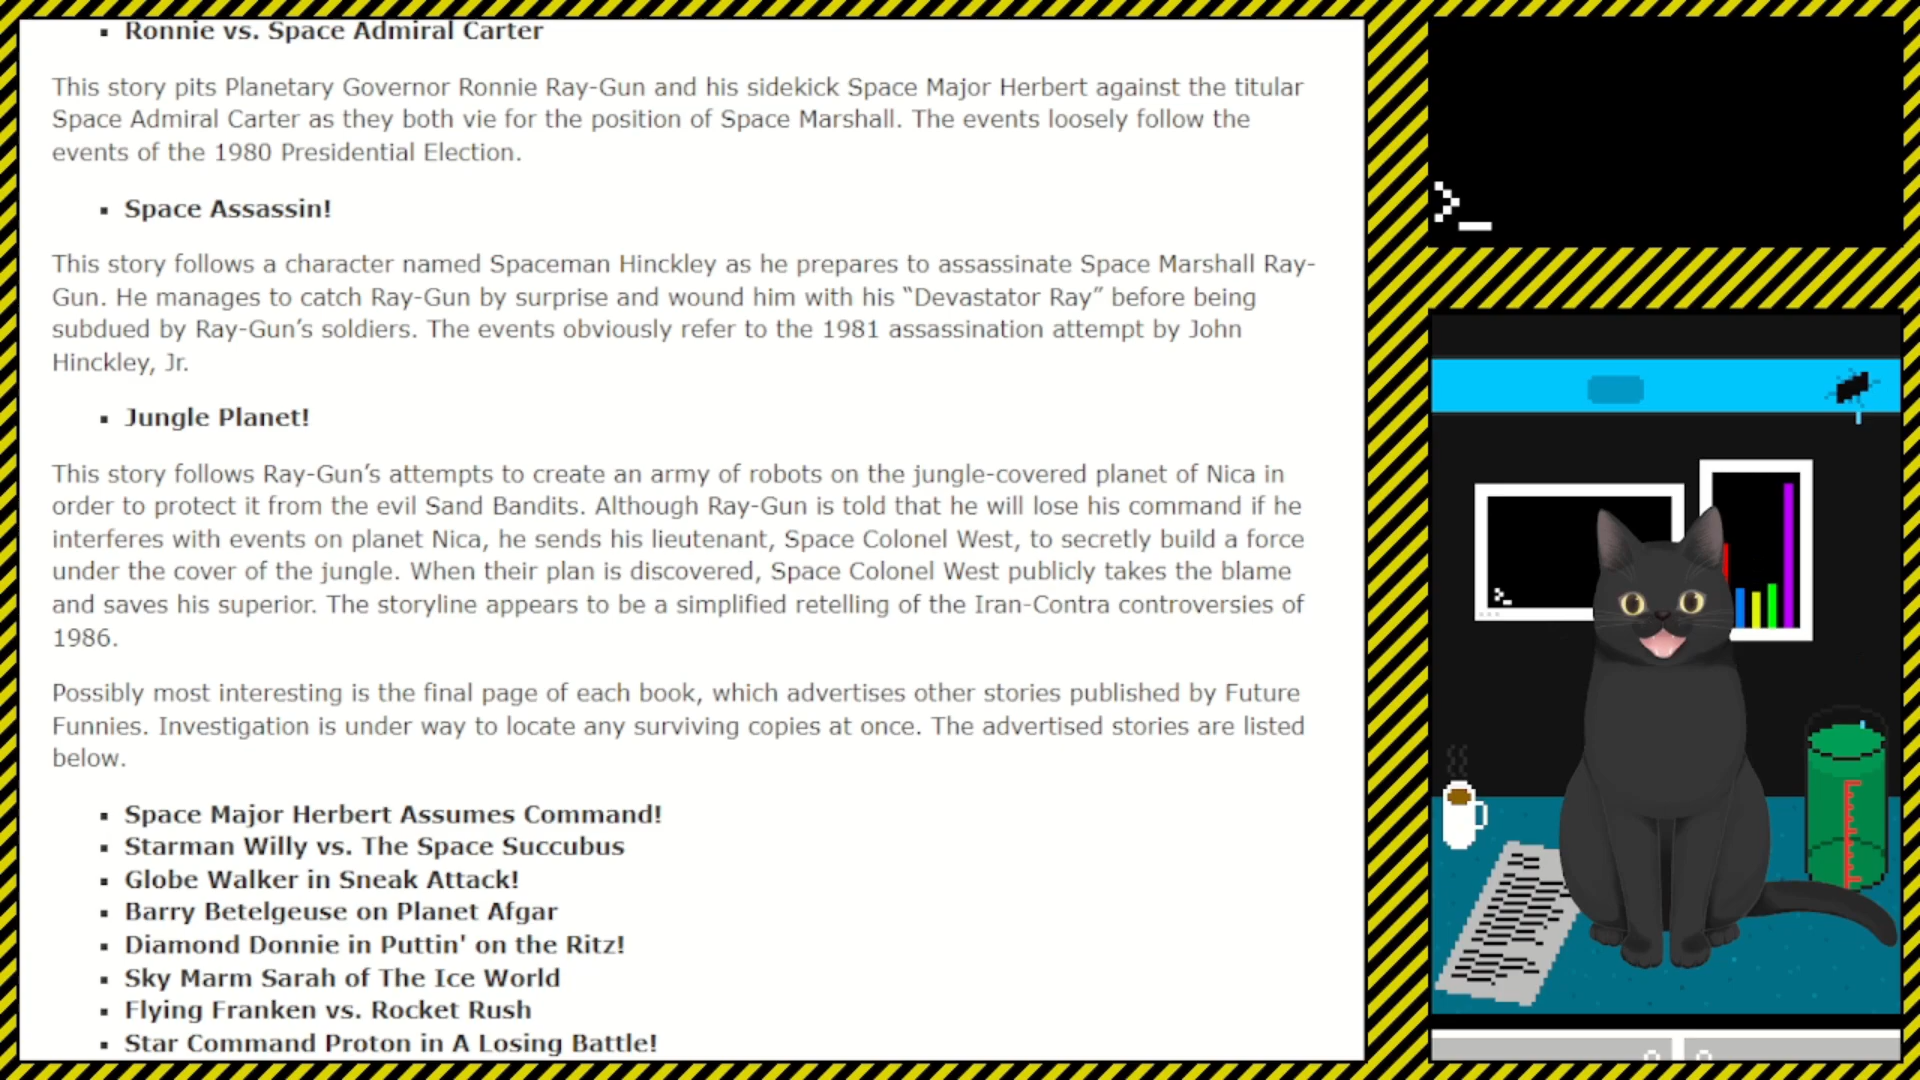 ▪ Ronnie vs. Space Admiral Carter
This story pits Planetary Governor Ronnie Ray-Gun and his sidekick Space Major Herbert against the titular
Space Admiral Carter as they both vie for the position of Space Marshall. The events loosely follow the
events of the 1980 Presidential Election.
▪ Space Assassin!
This story follows a character named Spaceman Hinckley as he prepares to assassinate Space Marshall Ray-
Gun. He manages to catch Ray-Gun by surprise and wound him with his “Devastator Ray” before being
subdued by Ray-Gun’s soldiers. The events obviously refer to the 1981 assassination attempt by John
Hinckley, Jr.
▪ Jungle Planet!
This story follows Ray-Gun’s attempts to create an army of robots on the jungle-covered planet of Nica in
order to protect it from the evil Sand Bandits. Although Ray-Gun is told that he will lose his command if he
interferes with events on planet Nica, he sends his lieutenant, Space Colonel West, to secretly build a force
under the cover of the jungle. When their plan is discovered, Space Colonel West publicly takes the blame
and saves his superior. The storyline appears to be a simplified retelling of the Iran-Contra controversies of
1986.
Possibly most interesting is the final page of each book, which advertises other stories published by Future
Funnies. Investigation is under way to locate any surviving copies at once. The advertised stories are listed
below.
▪ Space Major Herbert Assumes Command!
▪ Starman Willy vs. The Space Succubus
▪ Globe Walker in Sneak Attack!
▪ Barry Betelgeuse on Planet Afgar
▪ Diamond Donnie in Puttin' on the Ritz!
▪ Sky Marm Sarah of The Ice World
▪ Flying Franken vs. Rocket Rush
▪ Star Command Proton in A Losing Battle!
>_
>_